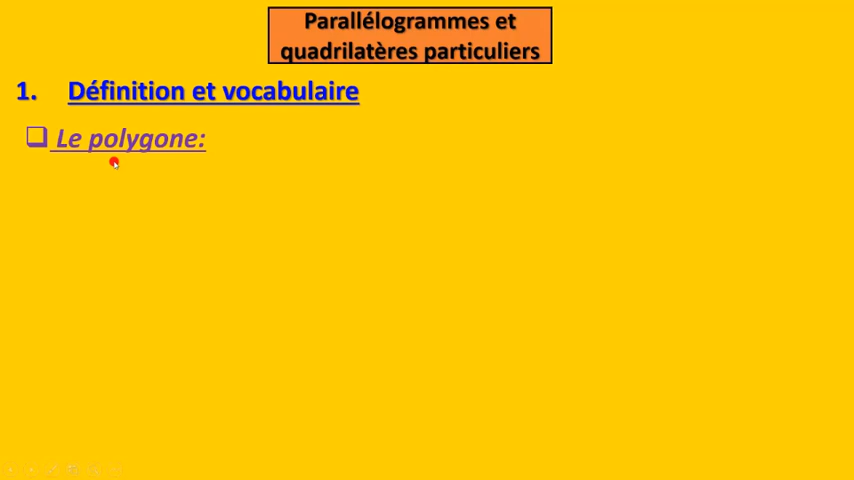 Parallélogrammes et
quadrilatères particuliers
1. Définition et vocabulaire
Le polygone: